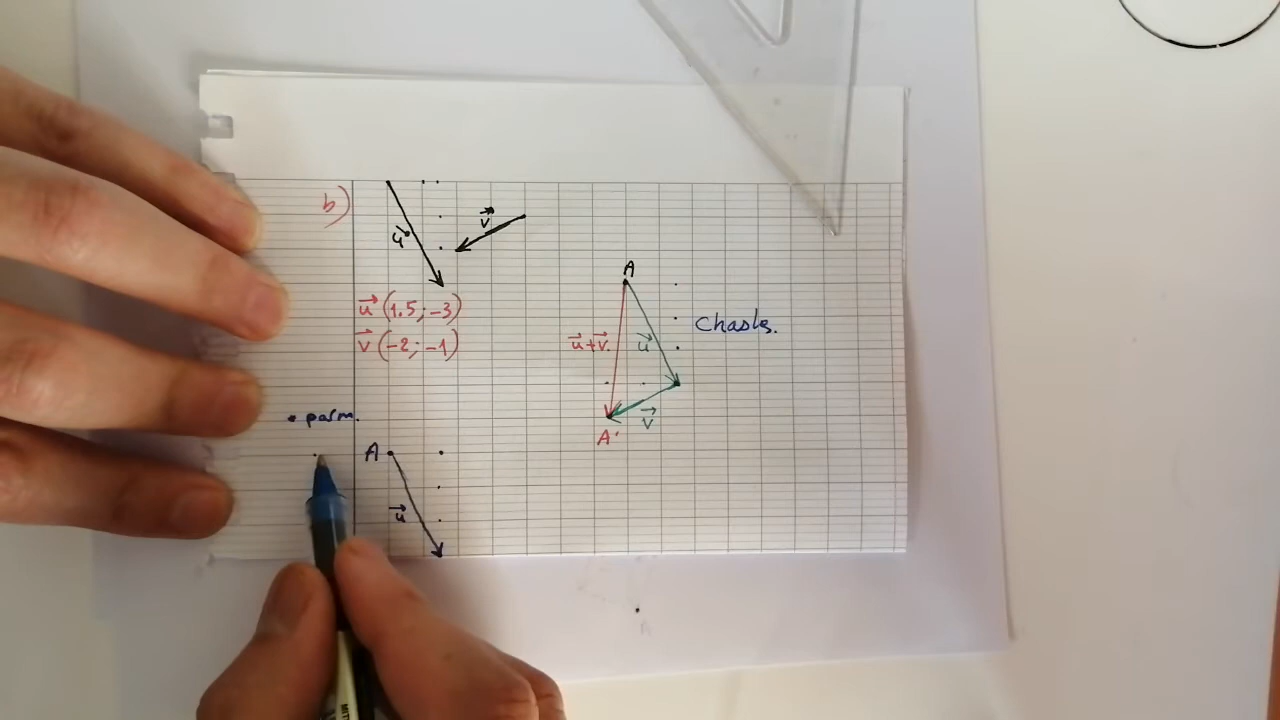 b)
u⃗
v⃗
u⃗ (1.5; -3)
v⃗ (-2; -1)
A
Chasles.
u⃗+v⃗
u⃗
v⃗
A'
• parm.
A
u⃗